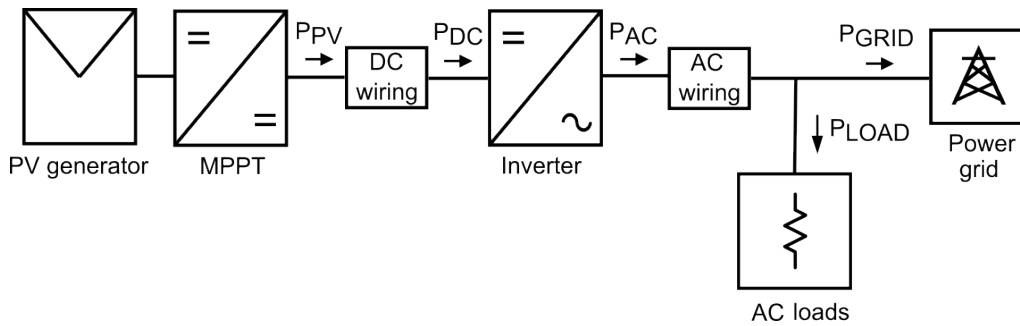 PPV
PDC
PAC
PGRID
DC
wiring
AC
wiring
PLOAD
PV generator
MPPT
Inverter
Power
grid
AC loads